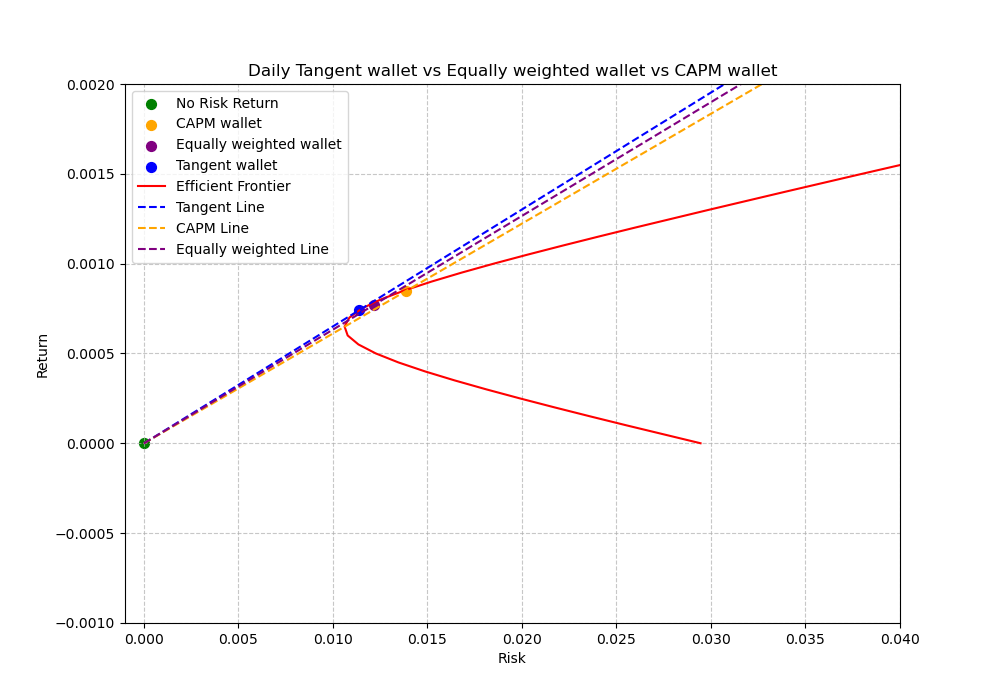 Daily Tangent wallet vs Equally weighted wallet vs CAPM wallet
No Risk Return
CAPM wallet
Equally weighted wallet
Tangent wallet
Efficient Frontier
Tangent Line
CAPM Line
Equally weighted Line
0.0020
0.0015
0.0010
0.0005
0.0000
−0.0005
−0.0010
Return
0.000 0.005 0.010 0.015 0.020 0.025 0.030 0.035 0.040
Risk